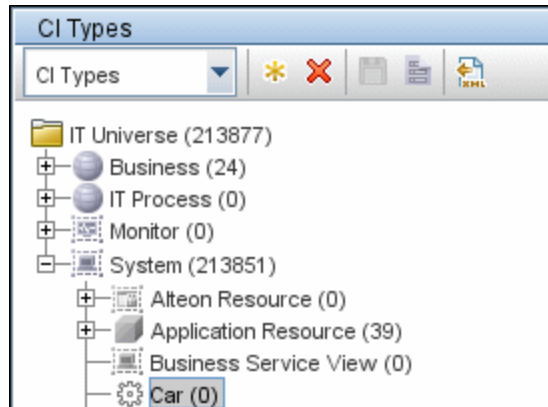 CI Types
CI Types
XML
IT Universe (213877)
Business (24)
IT Process (0)
Monitor (0)
System (213851)
Alteon Resource (0)
Application Resource (39)
Business Service View (0)
Car (0)